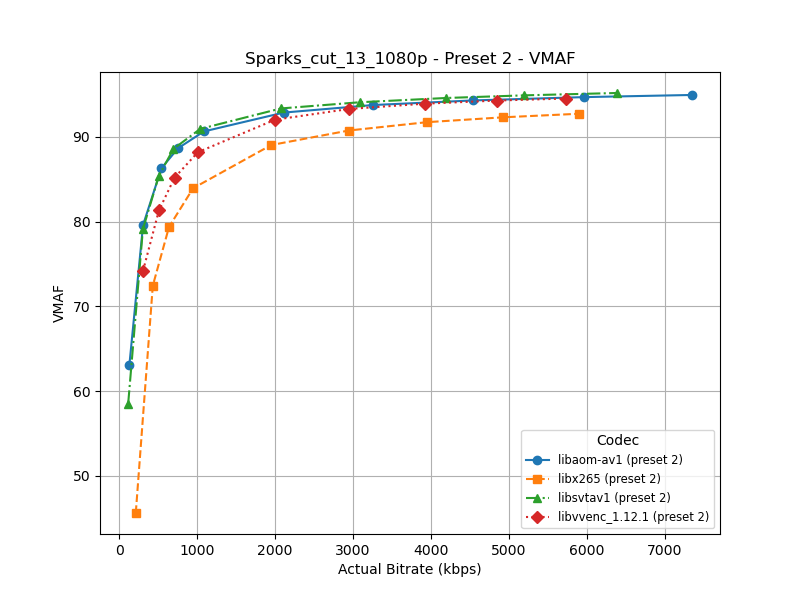 Sparks_cut_13_1080p - Preset 2 - VMAF
VMAF
90
80
70
60
50
0 1000 2000 3000 4000 5000 6000 7000
Actual Bitrate (kbps)
Codec
libaom-av1 (preset 2)
libx265 (preset 2)
libsvtav1 (preset 2)
libvvenc_1.12.1 (preset 2)